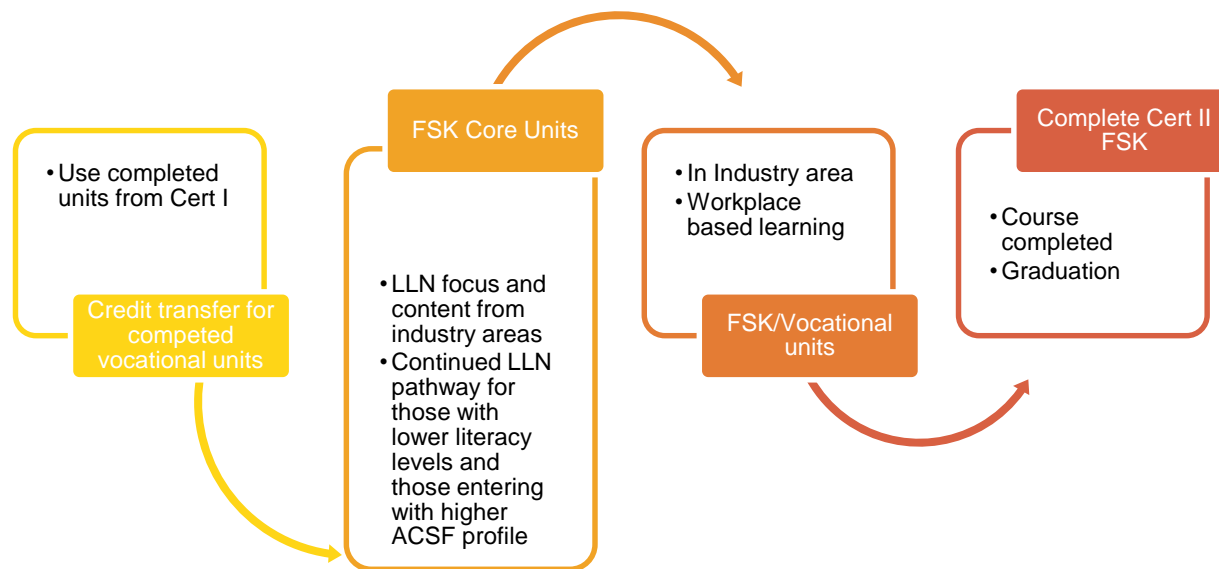 • Use completed
units from Cert I
Credit transfer for
competed
vocational units
FSK Core Units
• LLN focus and
content from
industry areas
• Continued LLN
pathway for
those with
lower literacy
levels and
those entering
with higher
ACSF profile
• In Industry area
• Workplace
based learning
FSK/Vocational
units
Complete Cert II
FSK
• Course
completed
• Graduation